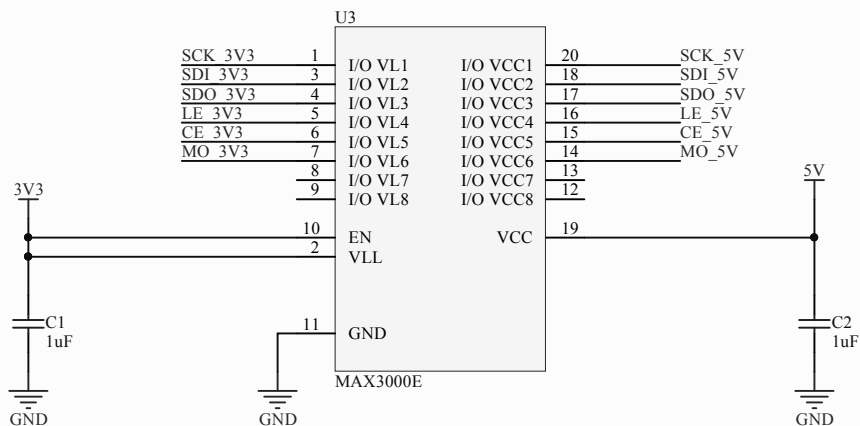 U3
SCK_3V3 1 I/O VL1 I/O VCC1 20 SCK_5V
SDI_3V3 3 I/O VL2 I/O VCC2 18 SDI_5V
SDO_3V3 4 I/O VL3 I/O VCC3 17 SDO_5V
LE_3V3 5 I/O VL4 I/O VCC4 16 LE_5V
CE_3V3 6 I/O VL5 I/O VCC5 15 CE_5V
MO_3V3 7 I/O VL6 I/O VCC6 14 MO_5V
8 I/O VL7 I/O VCC7 13 5V
3V3 9 I/O VL8 I/O VCC8 12
10 EN VCC 19
2 VLL
C1 C2
11 GND
1uF 1uF
MAX3000E
GND GND GND